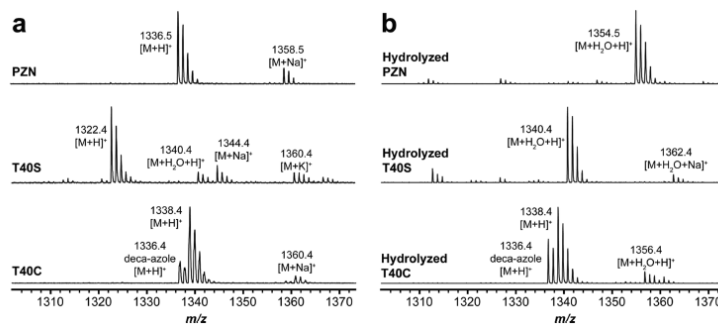 a
1336.5
[M+H]⁺
1358.5
[M+Na]⁺
PZN
1322.4
[M+H]⁺
1340.4
[M+H₂O+H]⁺
1344.4
[M+Na]⁺
1360.4
[M+K]⁺
T40S
1338.4
[M+H]⁺
1336.4
deca-azole
[M+H]⁺
1360.4
[M+Na]⁺
T40C
1310 1320 1330 1340 1350 1360 1370
m/z
b
1354.5
[M+H₂O+H]⁺
Hydrolyzed
PZN
1340.4
[M+H₂O+H]⁺
1362.4
[M+H₂O+Na]⁺
Hydrolyzed
T40S
1338.4
[M+H]⁺
1336.4
deca-azole
[M+H]⁺
1356.4
[M+H₂O+H]⁺
Hydrolyzed
T40C
1310 1320 1330 1340 1350 1360 1370
m/z